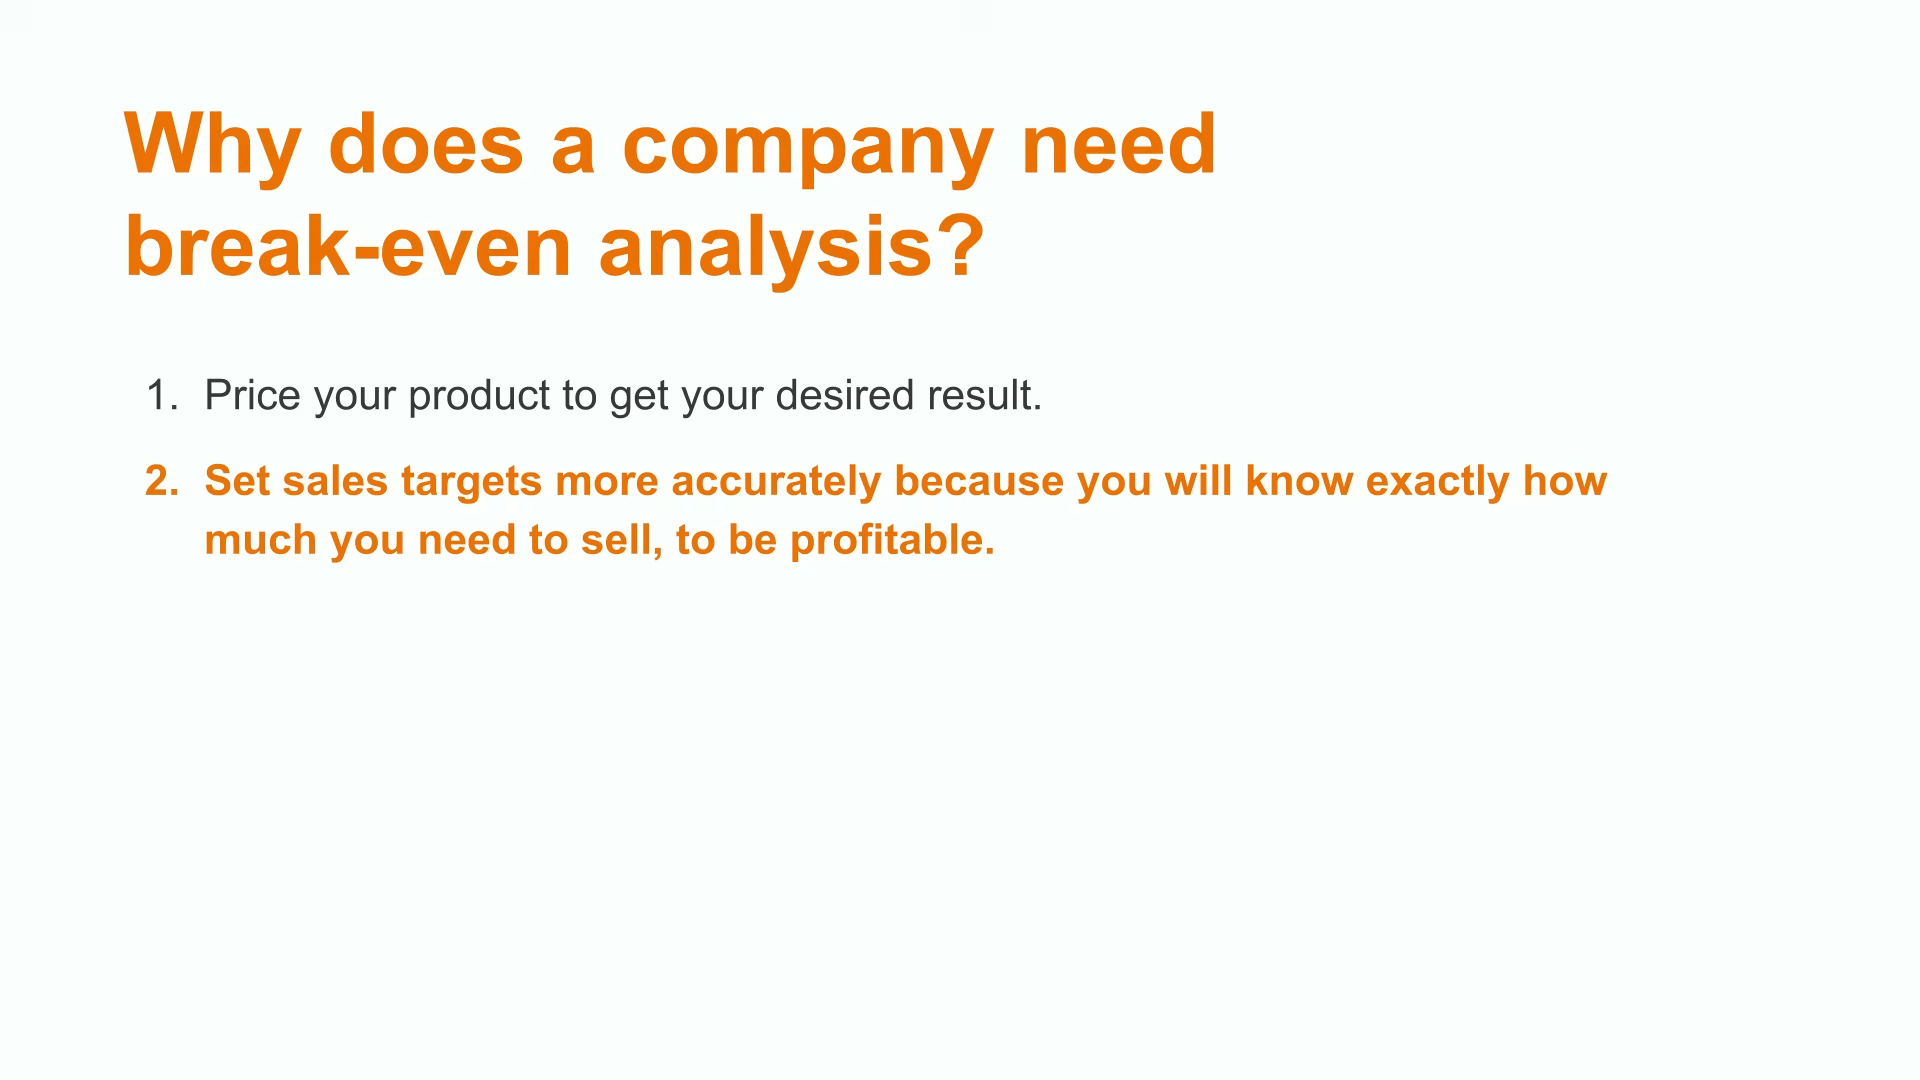 Why does a company need
break-even analysis?
1. Price your product to get your desired result.
2. Set sales targets more accurately because you will know exactly how
much you need to sell, to be profitable.